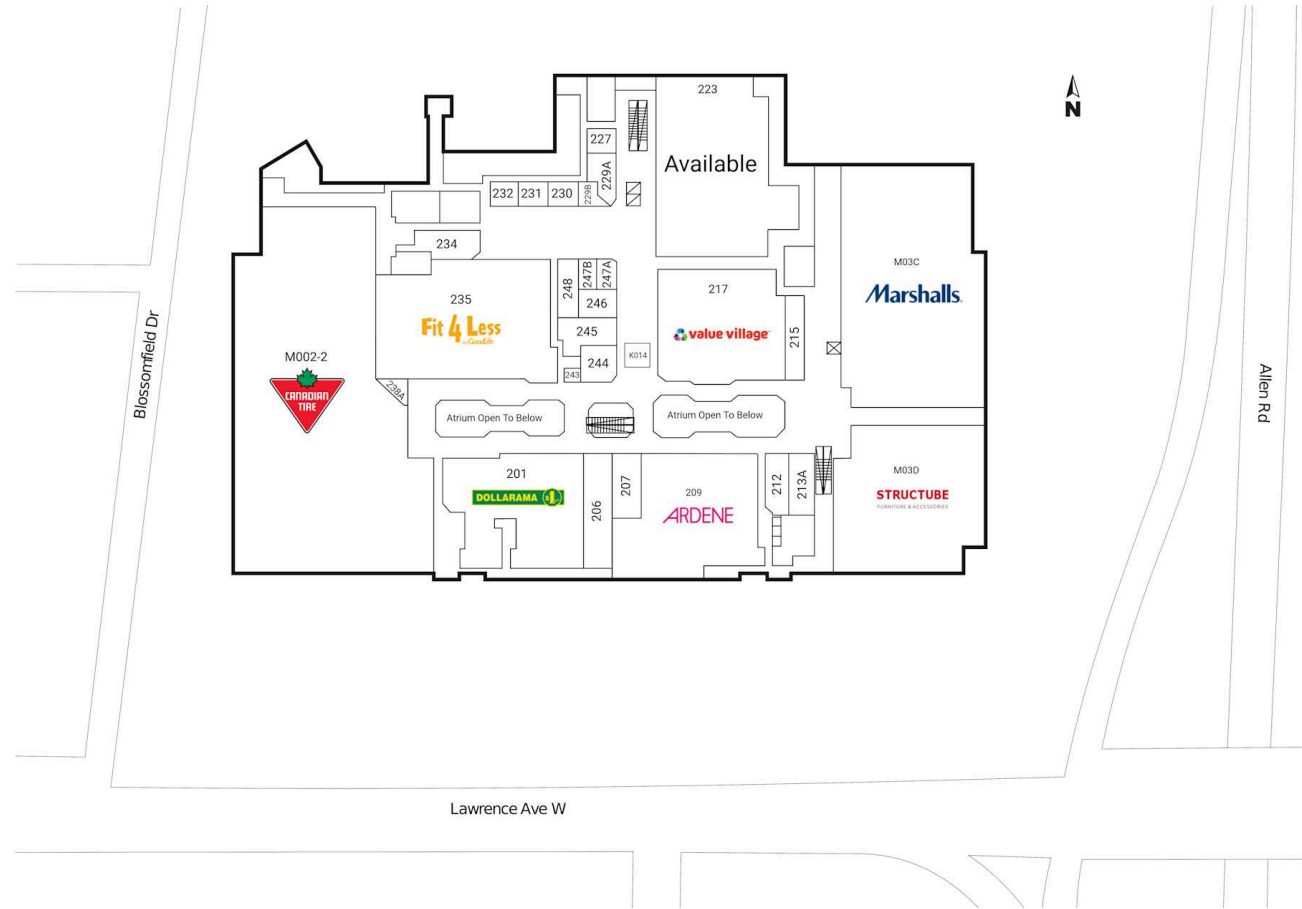 223
N
Available
227
229A
232
231
230
229B
234
M03C
Marshalls.
248
247B
247A
246
217
value village
215
235
Fit 4 Less
by GoodLife
245
244
243
K014
M002-2
CANADIAN
TIRE
238A
Blossomfield Dr
Allen Rd
Atrium Open To Below
Atrium Open To Below
201
DOLLARAMA $1
206
207
209
ARDENE
212
213A
M03D
STRUCTUBE
FURNITURE & ACCESSORIES
Lawrence Ave W